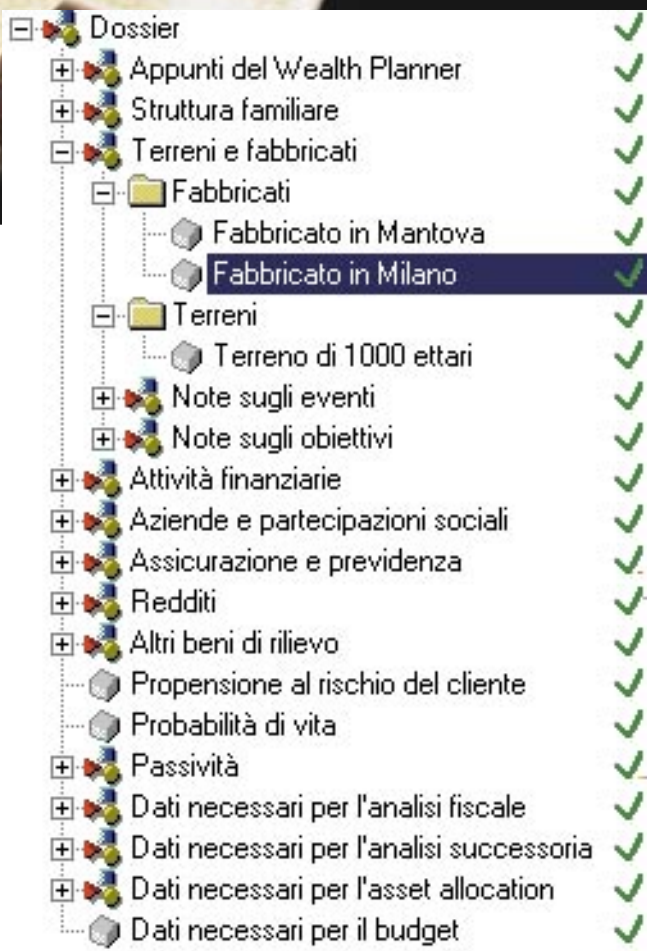 Dossier
Appunti del Wealth Planner
Struttura familiare
Terreni e fabbricati
Fabbricati
Fabbricato in Mantova
Fabbricato in Milano
Terreni
Terreno di 1000 ettari
Note sugli eventi
Note sugli obiettivi
Attività finanziarie
Aziende e partecipazioni sociali
Assicurazione e previdenza
Redditi
Altri beni di rilievo
Propensione al rischio del cliente
Probabilità di vita
Passività
Dati necessari per l'analisi fiscale
Dati necessari per l'analisi successoria
Dati necessari per l'asset allocation
Dati necessari per il budget